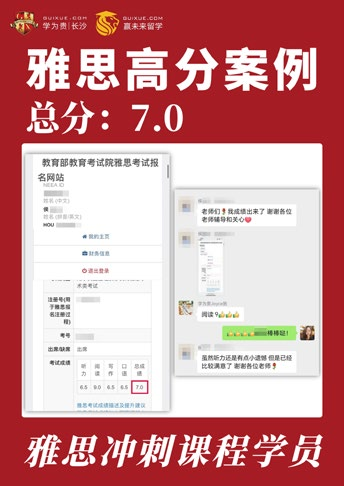 GUIXUE.COM
学为贵|长沙
GUIXUE.COM
赢未来留学
雅思高分案例
总分：7.0
教育部教育考试院雅思考试报
名网站
NEEA ID
姓名 (中文)
侯
姓名 (拼音/英文)
HOU
我的主页
财务信息
退出登录
术类考试
注册号(用
于雅思报
名注册过
程)
考号
出席/缺席 出席
考试成绩
听力 阅读 写作 口语 总成绩
6.5 9.0 6.5 6.5 7.0
雅思考试成绩描述及提升建议
老师们 我成绩出来了 谢谢各位
老师辅导和关心
阅读 9
棒棒哒！
虽然听力还是有点小遗憾 但是已经
比较满意了 谢谢各位老师
雅思冲刺课程学员